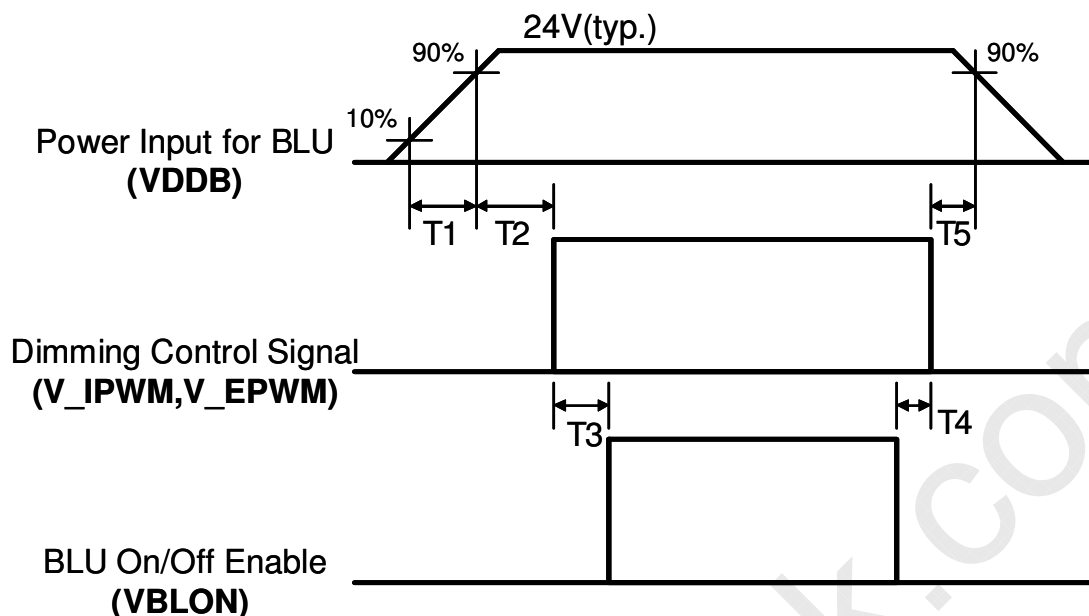 24V(typ.)
90%
90%
10%
Power Input for BLU
(VDDB)
T1
T2
T5
Dimming Control Signal
(V_IPWM,V_EPWM)
T3
T4
BLU On/Off Enable
(VBLON)
k.com